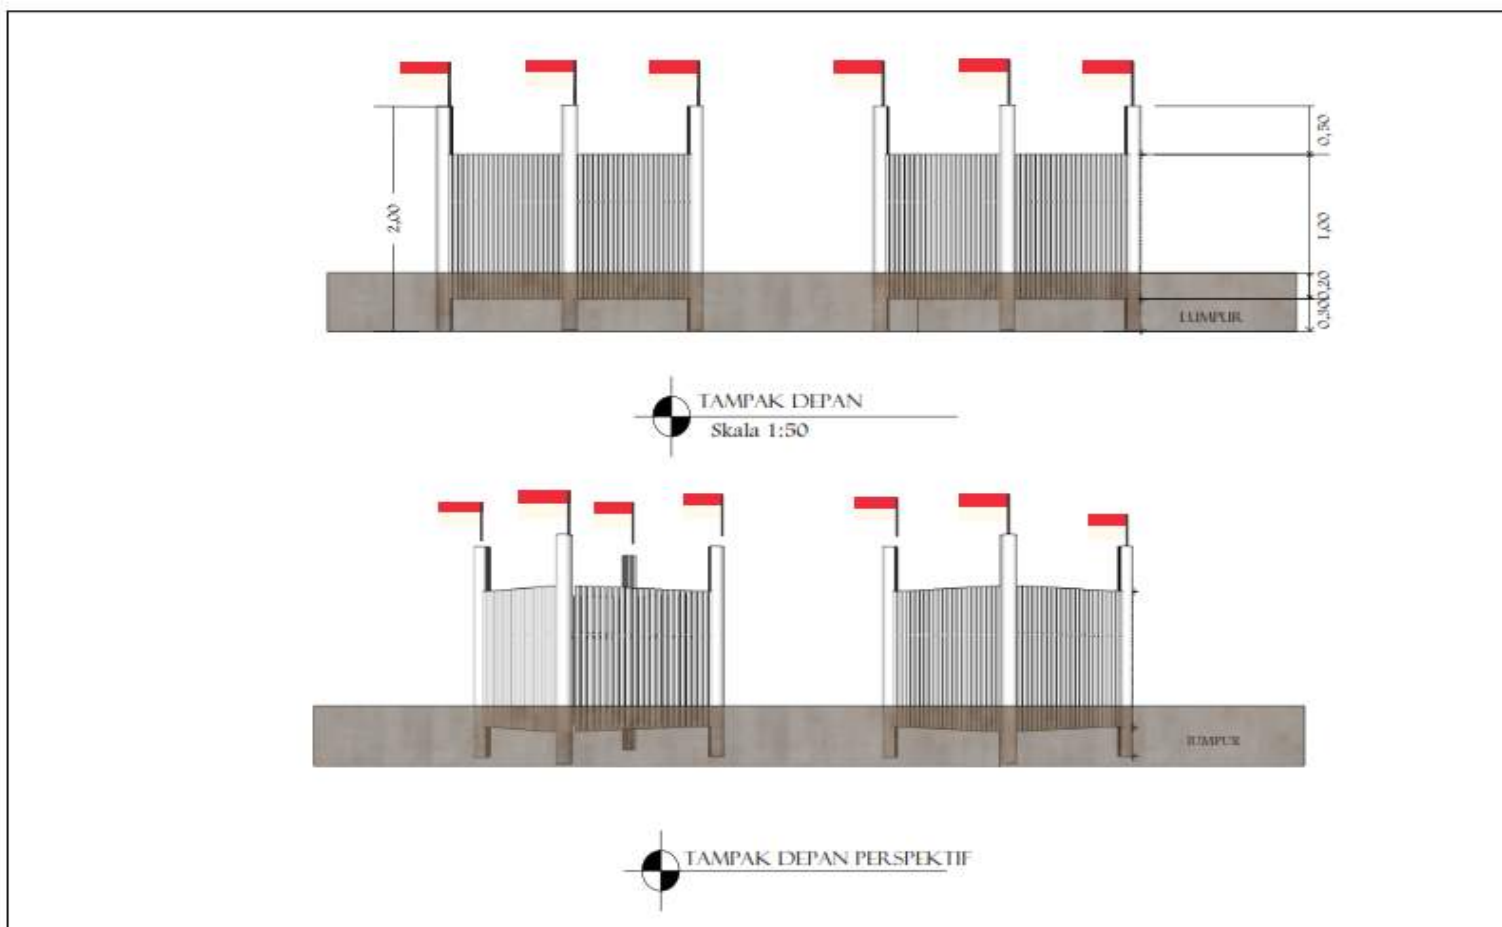 0,50
2,00
1,00
0,20
0,30
LUMPUR
TAMPAK DEPAN
Skala 1:50
LUMPUR
TAMPAK DEPAN PERSPEKTIF